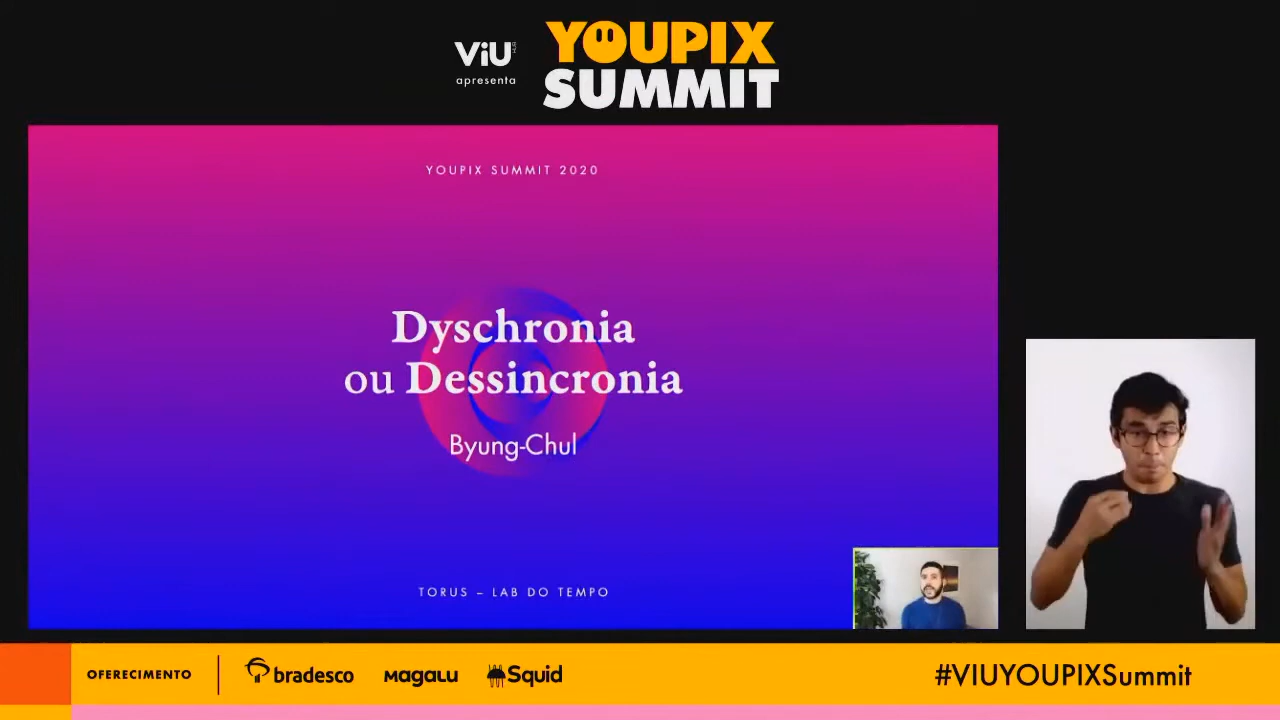 ViU HUB
apresenta
YOUPIX
SUMMIT
YOUPIX SUMMIT 2020
Dyschronia
ou Dessincronia
Byung-Chul
TORUS – LAB DO TEMPO
OFERECIMENTO
bradesco
MAGALU
Squid
#VIUYOUPIXSummit